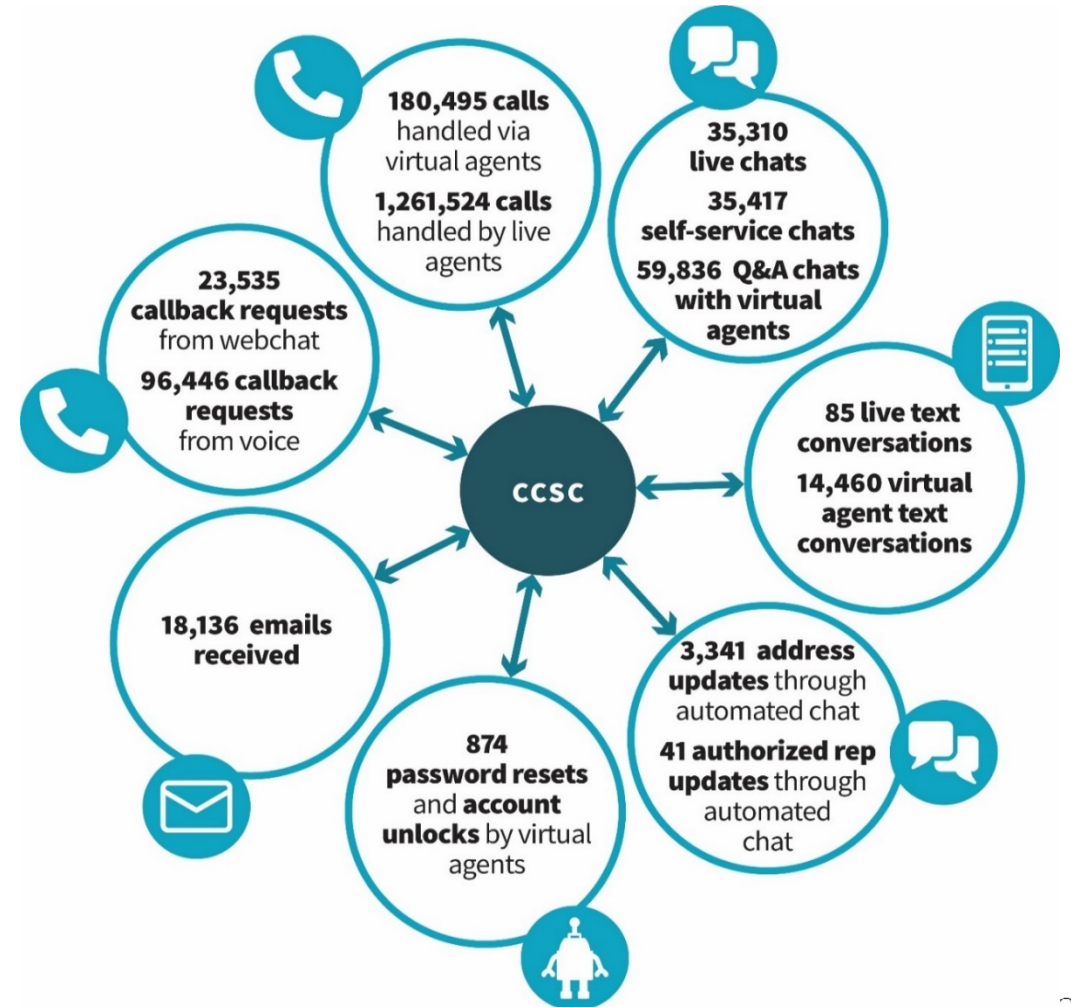 180,495 calls
handled via
virtual agents
1,261,524 calls
handled by live
agents
35,310
live chats
35,417
self-service chats
59,836 Q&A chats
with virtual
agents
23,535
callback requests
from webchat
96,446 callback
requests
from voice
85 live text
conversations
14,460 virtual
agent text
conversations
CCSC
18,136 emails
received
3,341 address
updates through
automated chat
41 authorized rep
updates through
automated
chat
874
password resets
and account
unlocks by virtual
agents